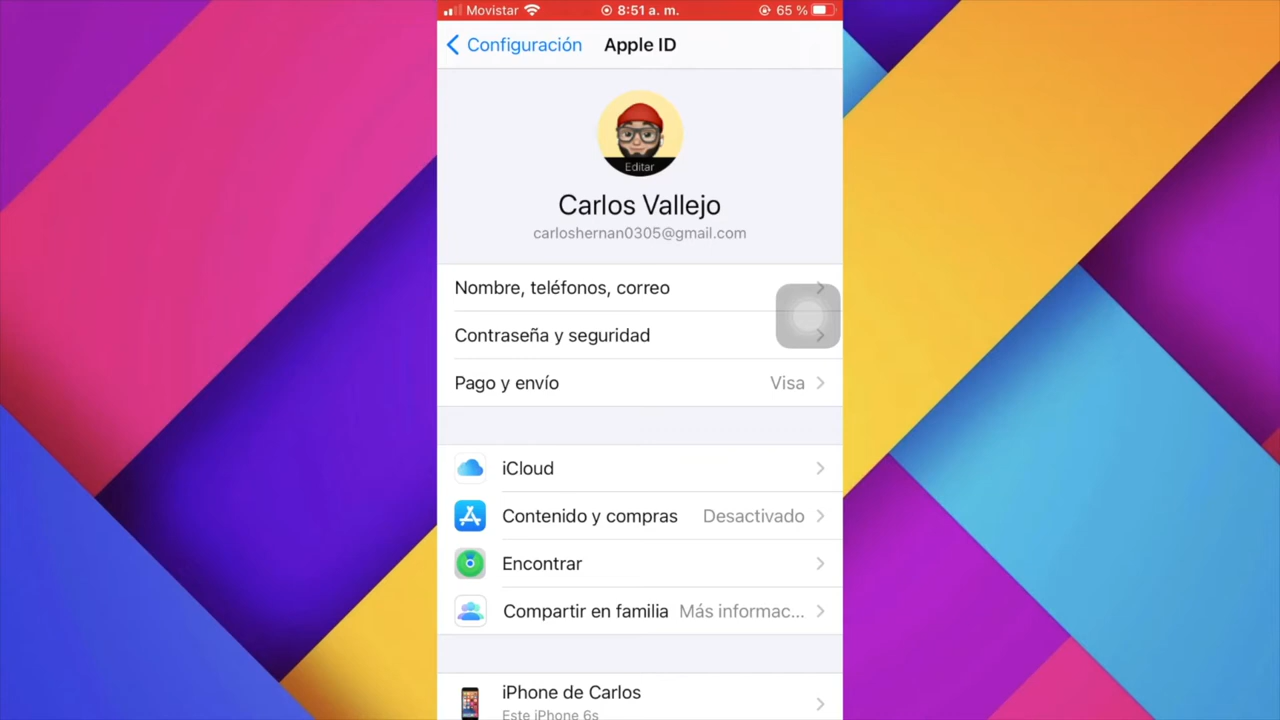 Movistar 8:51 a. m. 65 %
Configuración Apple ID
Editar
Carlos Vallejo
carloshernan0305@gmail.com
Nombre, teléfonos, correo
Contraseña y seguridad
Pago y envío Visa
iCloud
Contenido y compras Desactivado
Encontrar
Compartir en familia Más informac...
iPhone de Carlos
Este iPhone 6s